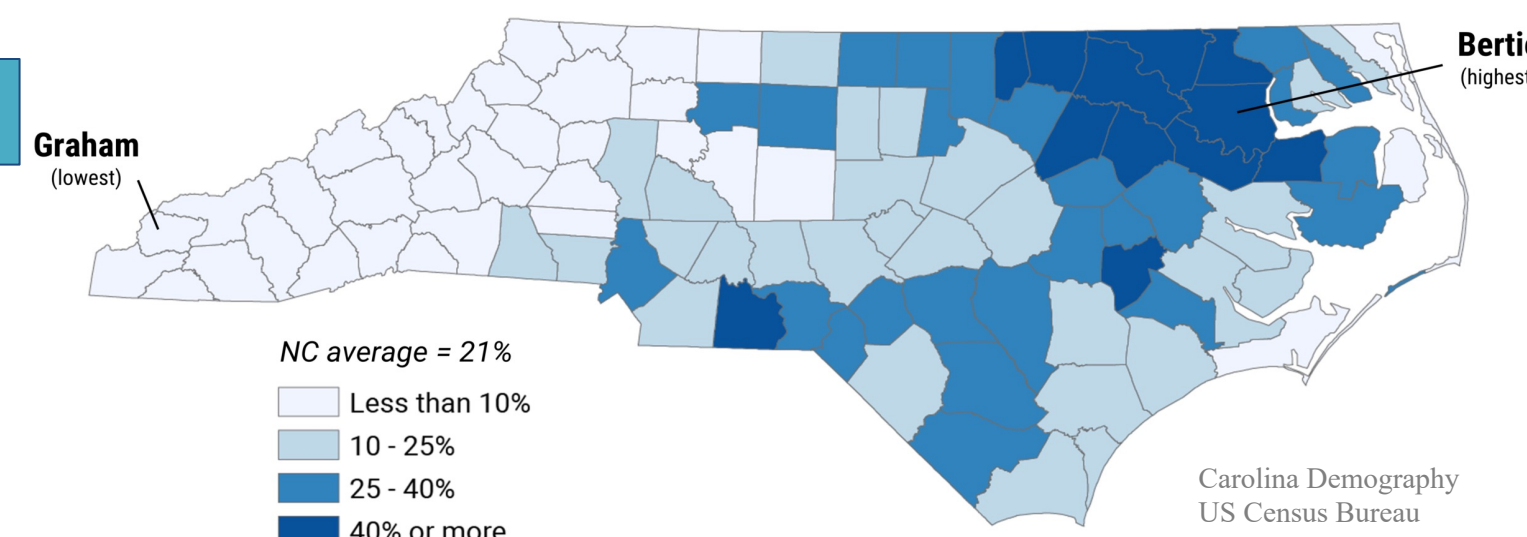 Graham
(lowest)
NC average = 21%
Less than 10%
10 - 25%
25 - 40%
40% or more
Carolina Demography
US Census Bureau